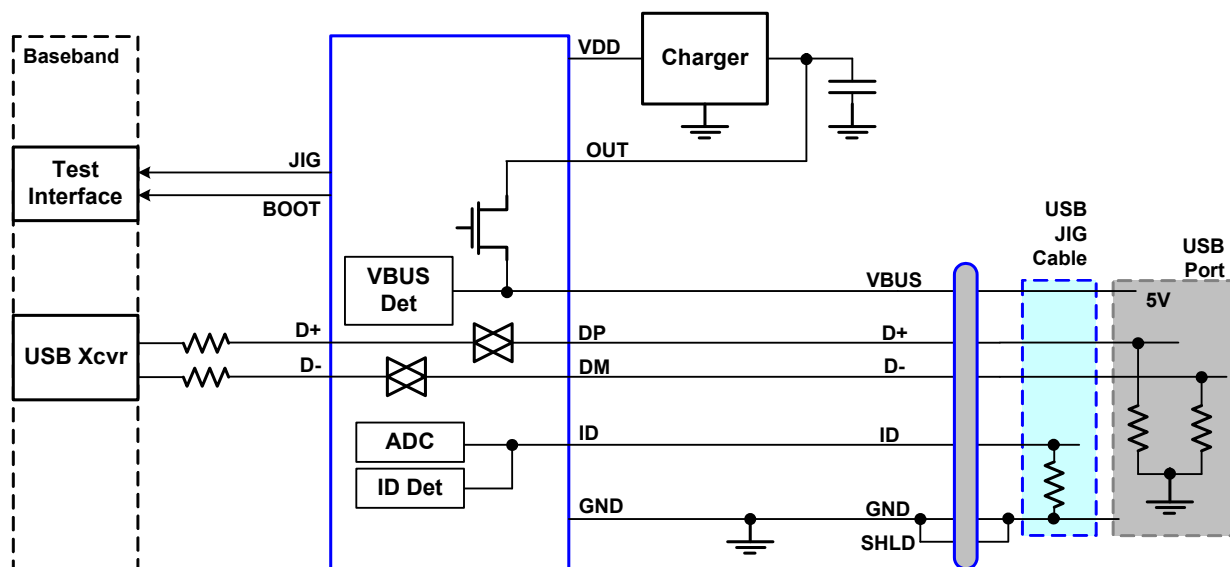 Baseband
VDD
Charger
JIG
OUT
Test
Interface
BOOT
USB
JIG
Cable
USB
Port
VBUS
Det
VBUS
5V
USB Xcvr
D+
DP
D+
D-
DM
D-
ADC
ID
ID
ID Det
GND
GND
SHLD